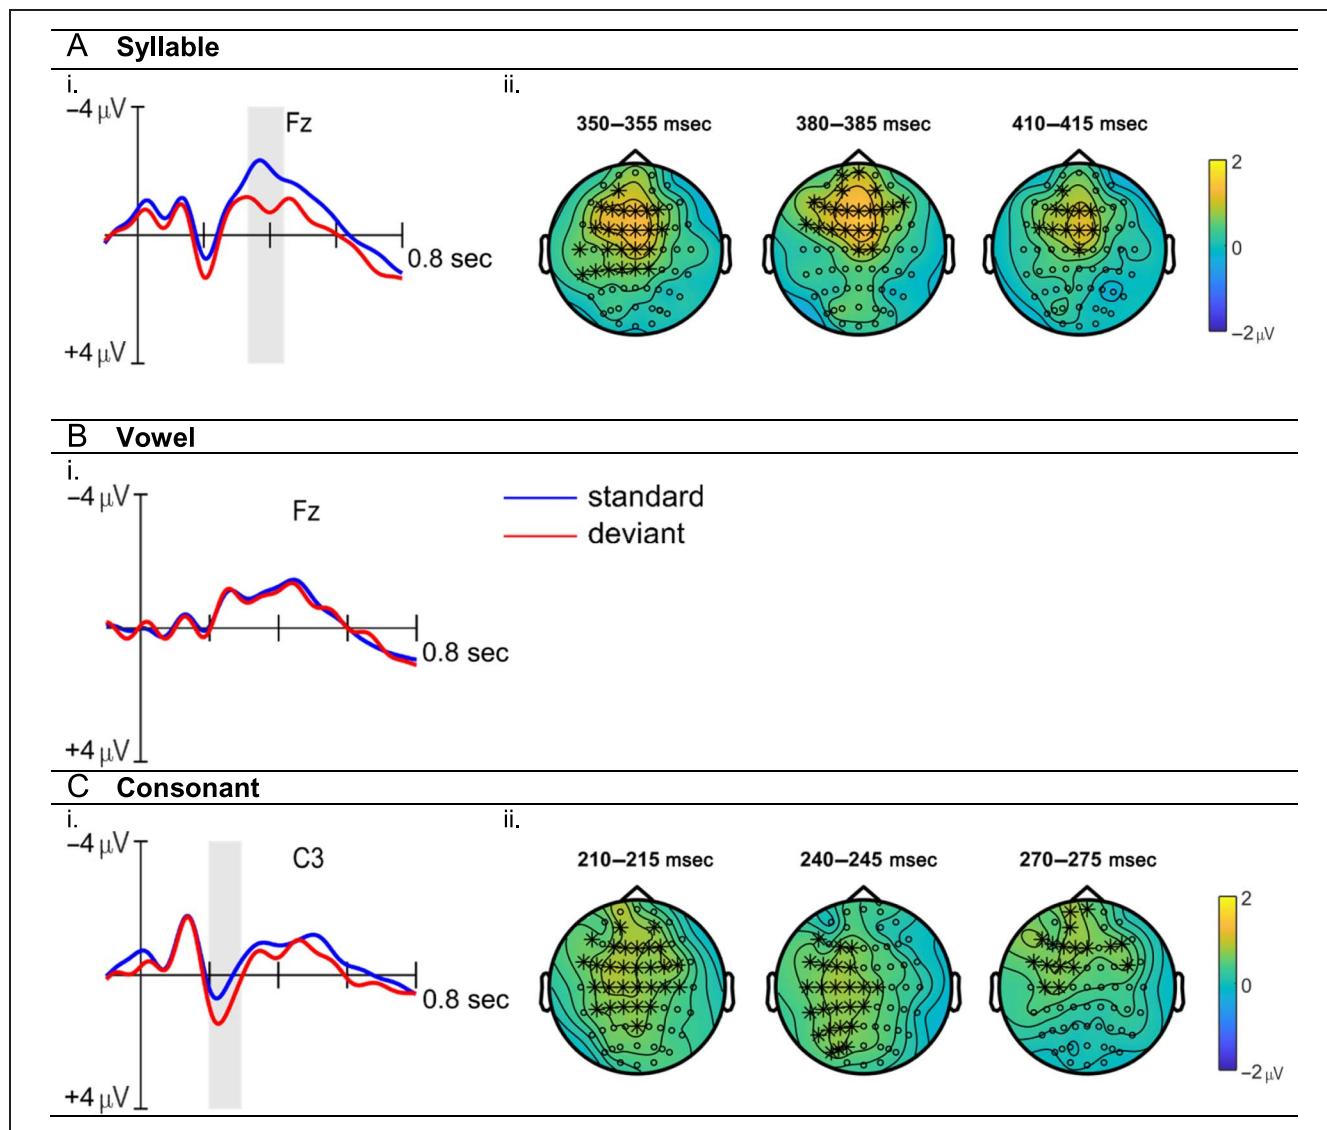 A Syllable
i.
ii.
−4 µV
Fz
0.8 sec
+4 µV
350–355 msec
380–385 msec
410–415 msec
2
0
−2 µV
B Vowel
i.
−4 µV
Fz
0.8 sec
+4 µV
standard
deviant
C Consonant
i.
ii.
−4 µV
C3
0.8 sec
+4 µV
210–215 msec
240–245 msec
270–275 msec
2
0
−2 µV